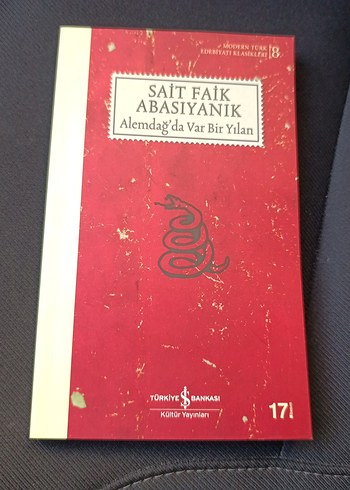 MODERN TÜRK
EDEBİYATI KLASİKLERİ 8
SAİT FAİK
ABASIYANIK
Alemdağ'da Var Bir Yılan
TÜRKİYE İŞ BANKASI
Kültür Yayınları
17